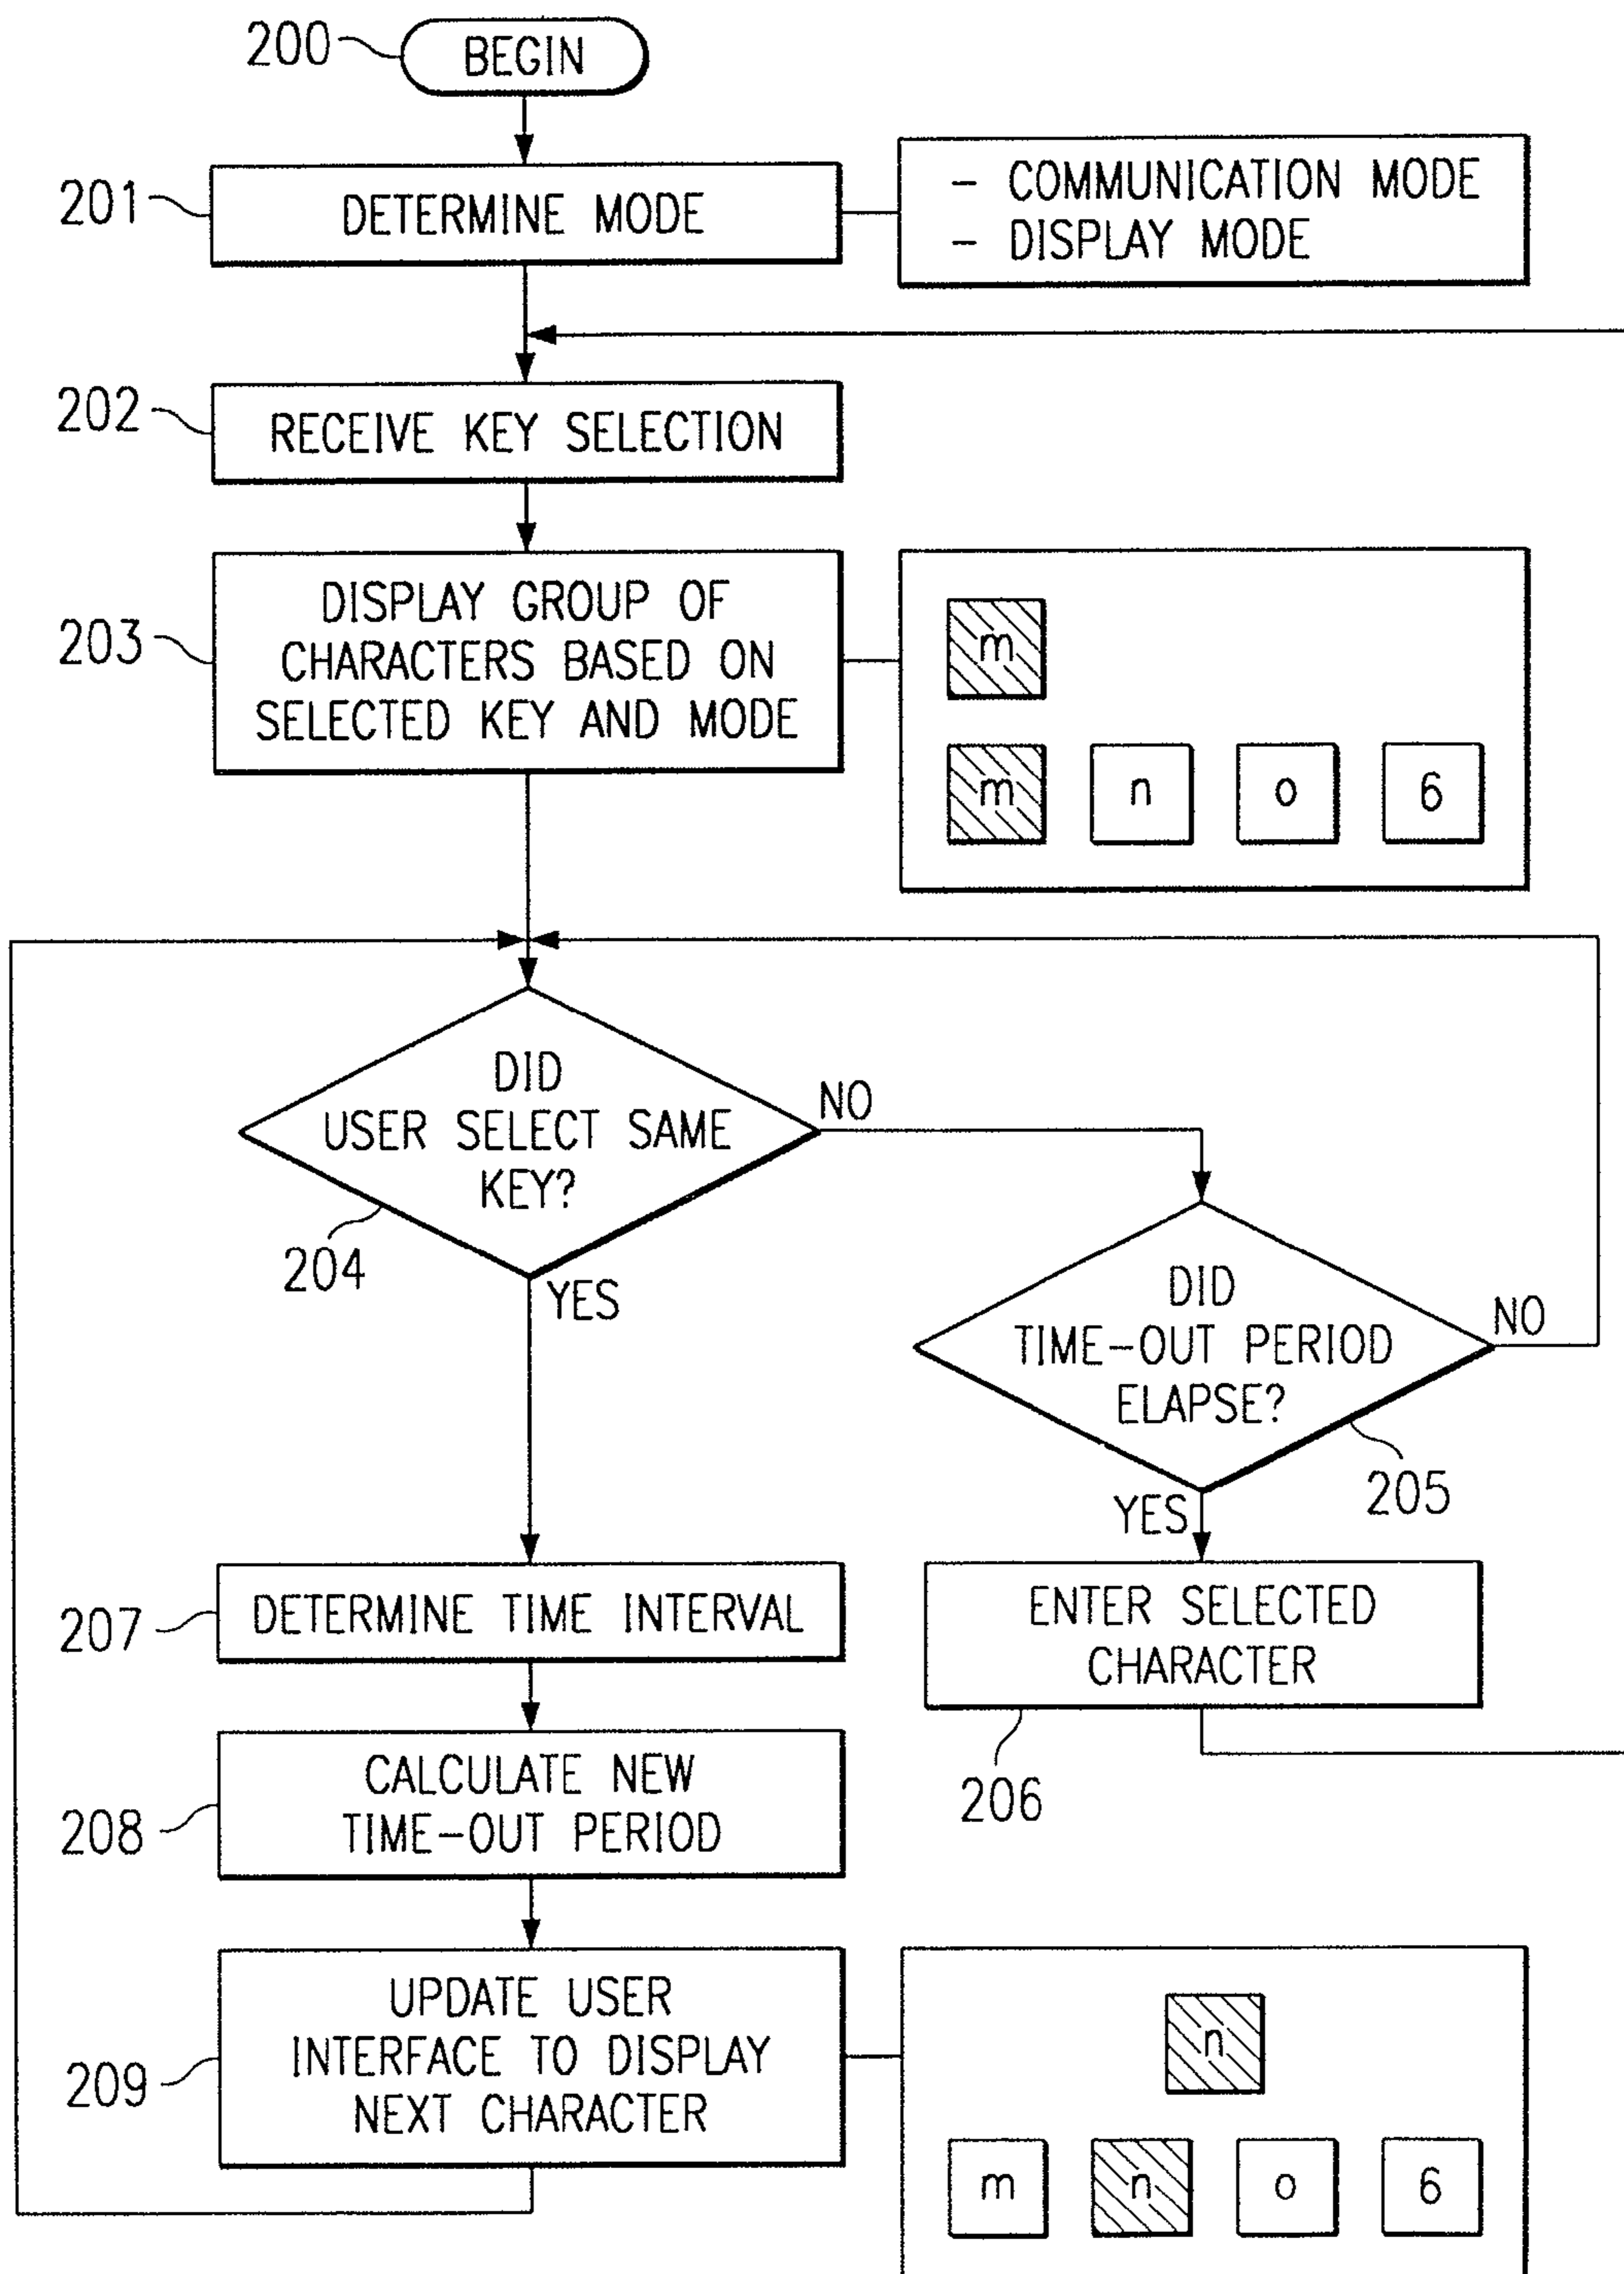 200
BEGIN
201
DETERMINE MODE
- COMMUNICATION MODE
- DISPLAY MODE
202
RECEIVE KEY SELECTION
203
DISPLAY GROUP OF
CHARACTERS BASED ON
SELECTED KEY AND MODE
m
m n o 6
DID
USER SELECT SAME
KEY?
NO
204
YES
DID
TIME-OUT PERIOD
ELAPSE?
NO
205
YES
207
DETERMINE TIME INTERVAL
ENTER SELECTED
CHARACTER
206
208
CALCULATE NEW
TIME-OUT PERIOD
209
UPDATE USER
INTERFACE TO DISPLAY
NEXT CHARACTER
n
m n o 6